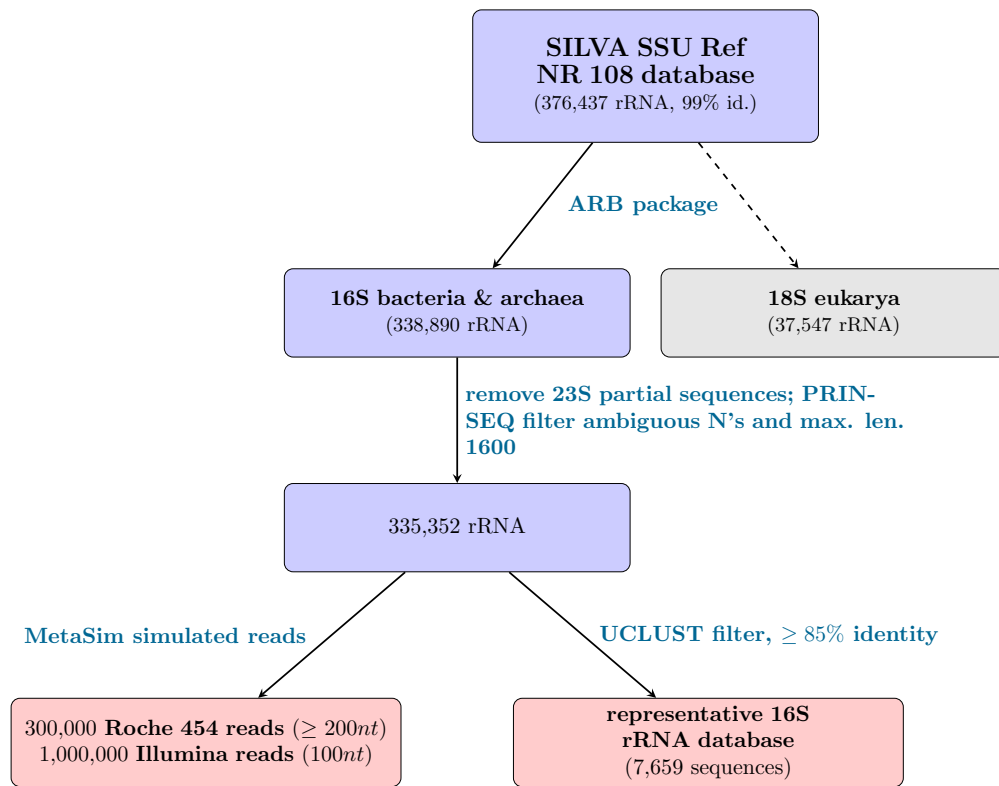 SILVA SSU Ref
NR 108 database
(376,437 rRNA, 99% id.)
ARB package
16S bacteria & archaea
(338,890 rRNA)
18S eukarya
(37,547 rRNA)
remove 23S partial sequences; PRIN-
SEQ filter ambiguous N's and max. len.
1600
335,352 rRNA
MetaSim simulated reads
UCLUST filter, ≥ 85% identity
300,000 Roche 454 reads (≥ 200nt)
1,000,000 Illumina reads (100nt)
representative 16S
rRNA database
(7,659 sequences)